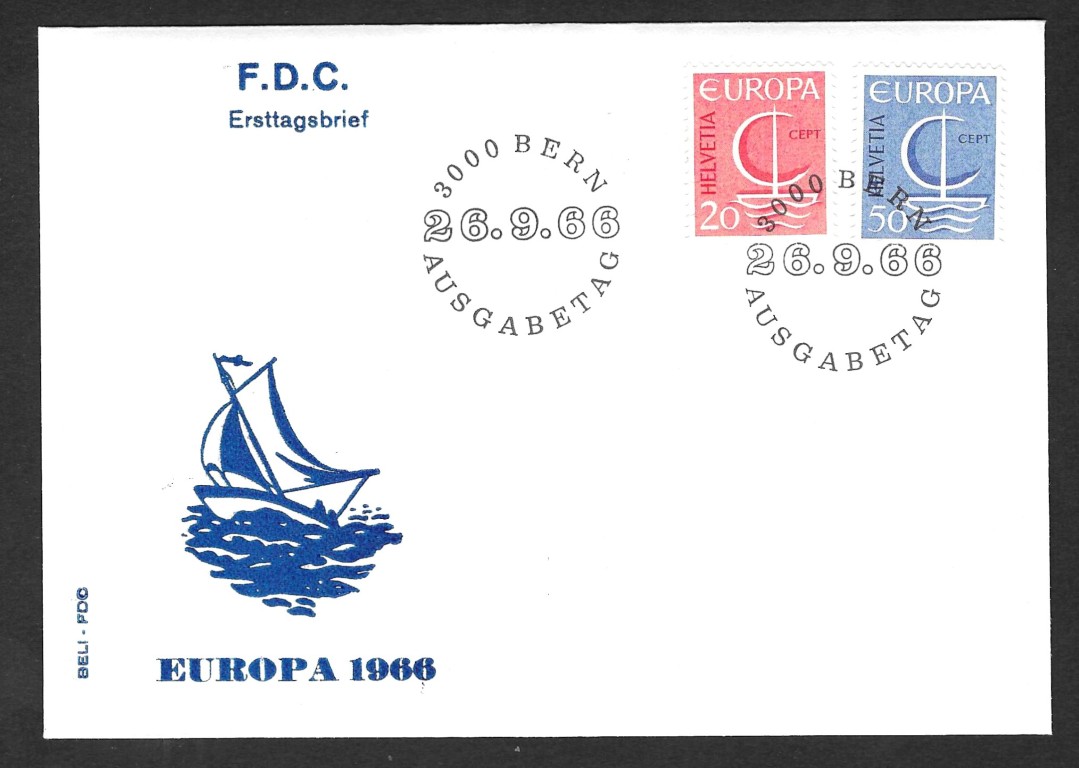 F.D.C.
Ersttagsbrief
3000 BERN
26.9.66
AUSGABETAG
EUROPA
HELVETIA
CEPT
20
EUROPA
HELVETIA
CEPT
50
3000 BERN
26.9.66
AUSGABETAG
BELI - FDC
EUROPA 1966